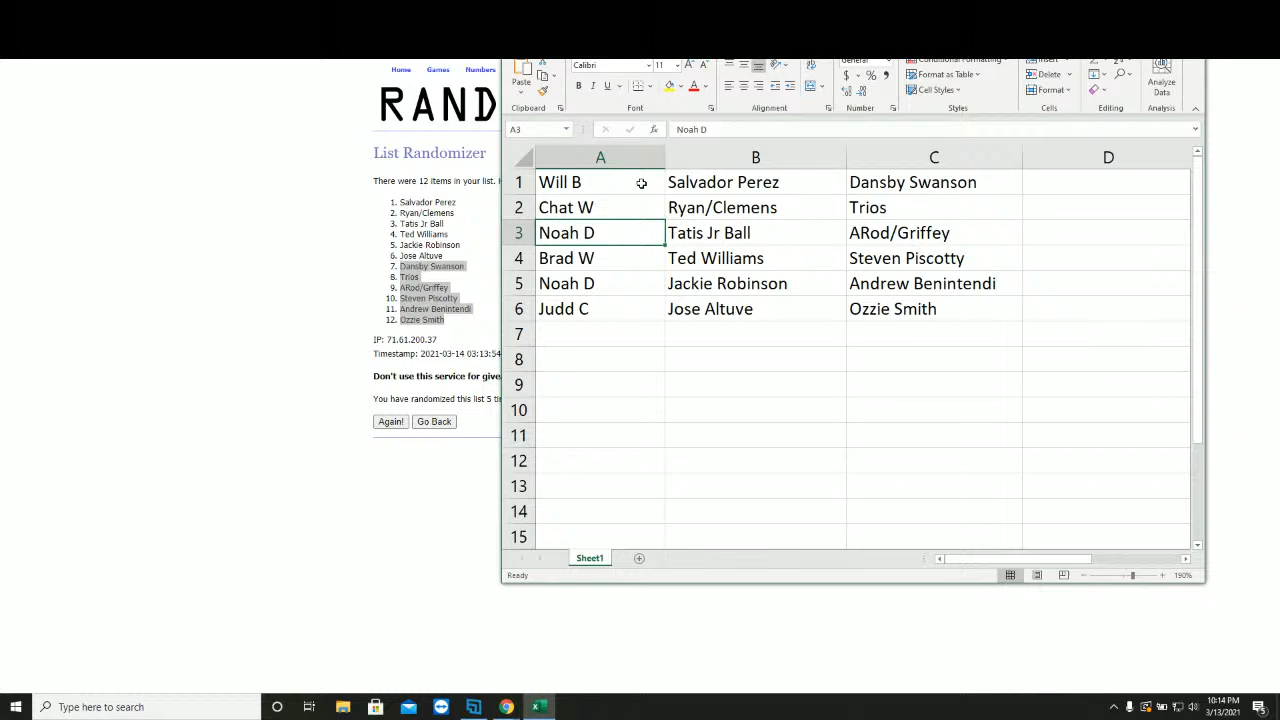 Home Games Numbers
RAND
List Randomizer
There were 12 items in your list. H
1. Salvador Perez
2. Ryan/Clemens
3. Tatis Jr Ball
4. Ted Williams
5. Jackie Robinson
6. Jose Altuve
7. Dansby Swanson
8. Trios
9. ARod/Griffey
10. Steven Piscotty
11. Andrew Benintendi
12. Ozzie Smith
IP: 71.61.200.37
Timestamp: 2021-03-14 03:13:54
Don't use this service for give
You have randomized this list 5 ti
Again! Go Back
Calibri 11 General Conditional Formatting Insert
Paste B I U $ % , Format as Table Delete Analyze
Cell Styles Format Data
Clipboard Font Alignment Number Styles Cells Editing Analysis
A3 fx Noah D
A B C D
1 Will B Salvador Perez Dansby Swanson
2 Chat W Ryan/Clemens Trios
3 Noah D Tatis Jr Ball ARod/Griffey
4 Brad W Ted Williams Steven Piscotty
5 Noah D Jackie Robinson Andrew Benintendi
6 Judd C Jose Altuve Ozzie Smith
7
8
9
10
11
12
13
14
15
Sheet1
Ready 190%
Type here to search
10:14 PM
3/13/2021
5